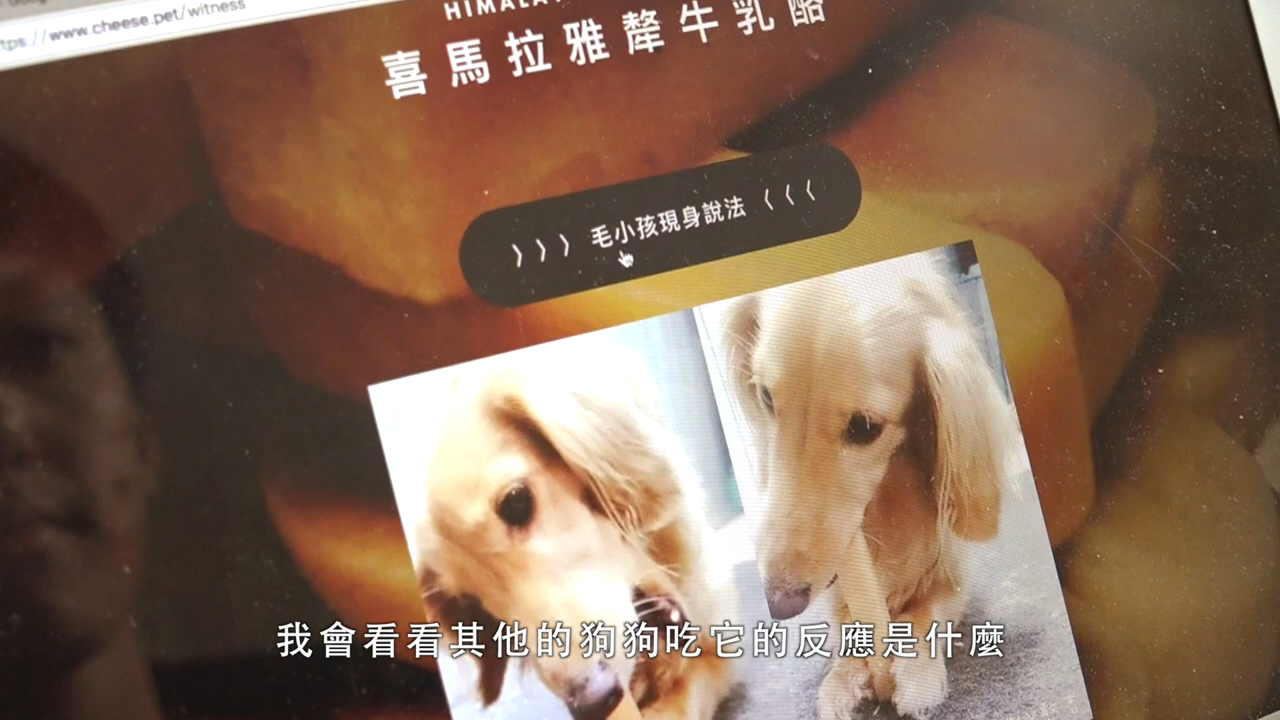 https://www.cheese.pet/witness
喜馬拉雅犛牛乳酪
〉〉〉 毛小孩現身說法 〈〈〈
我會看看其他的狗狗吃它的反應是什麼